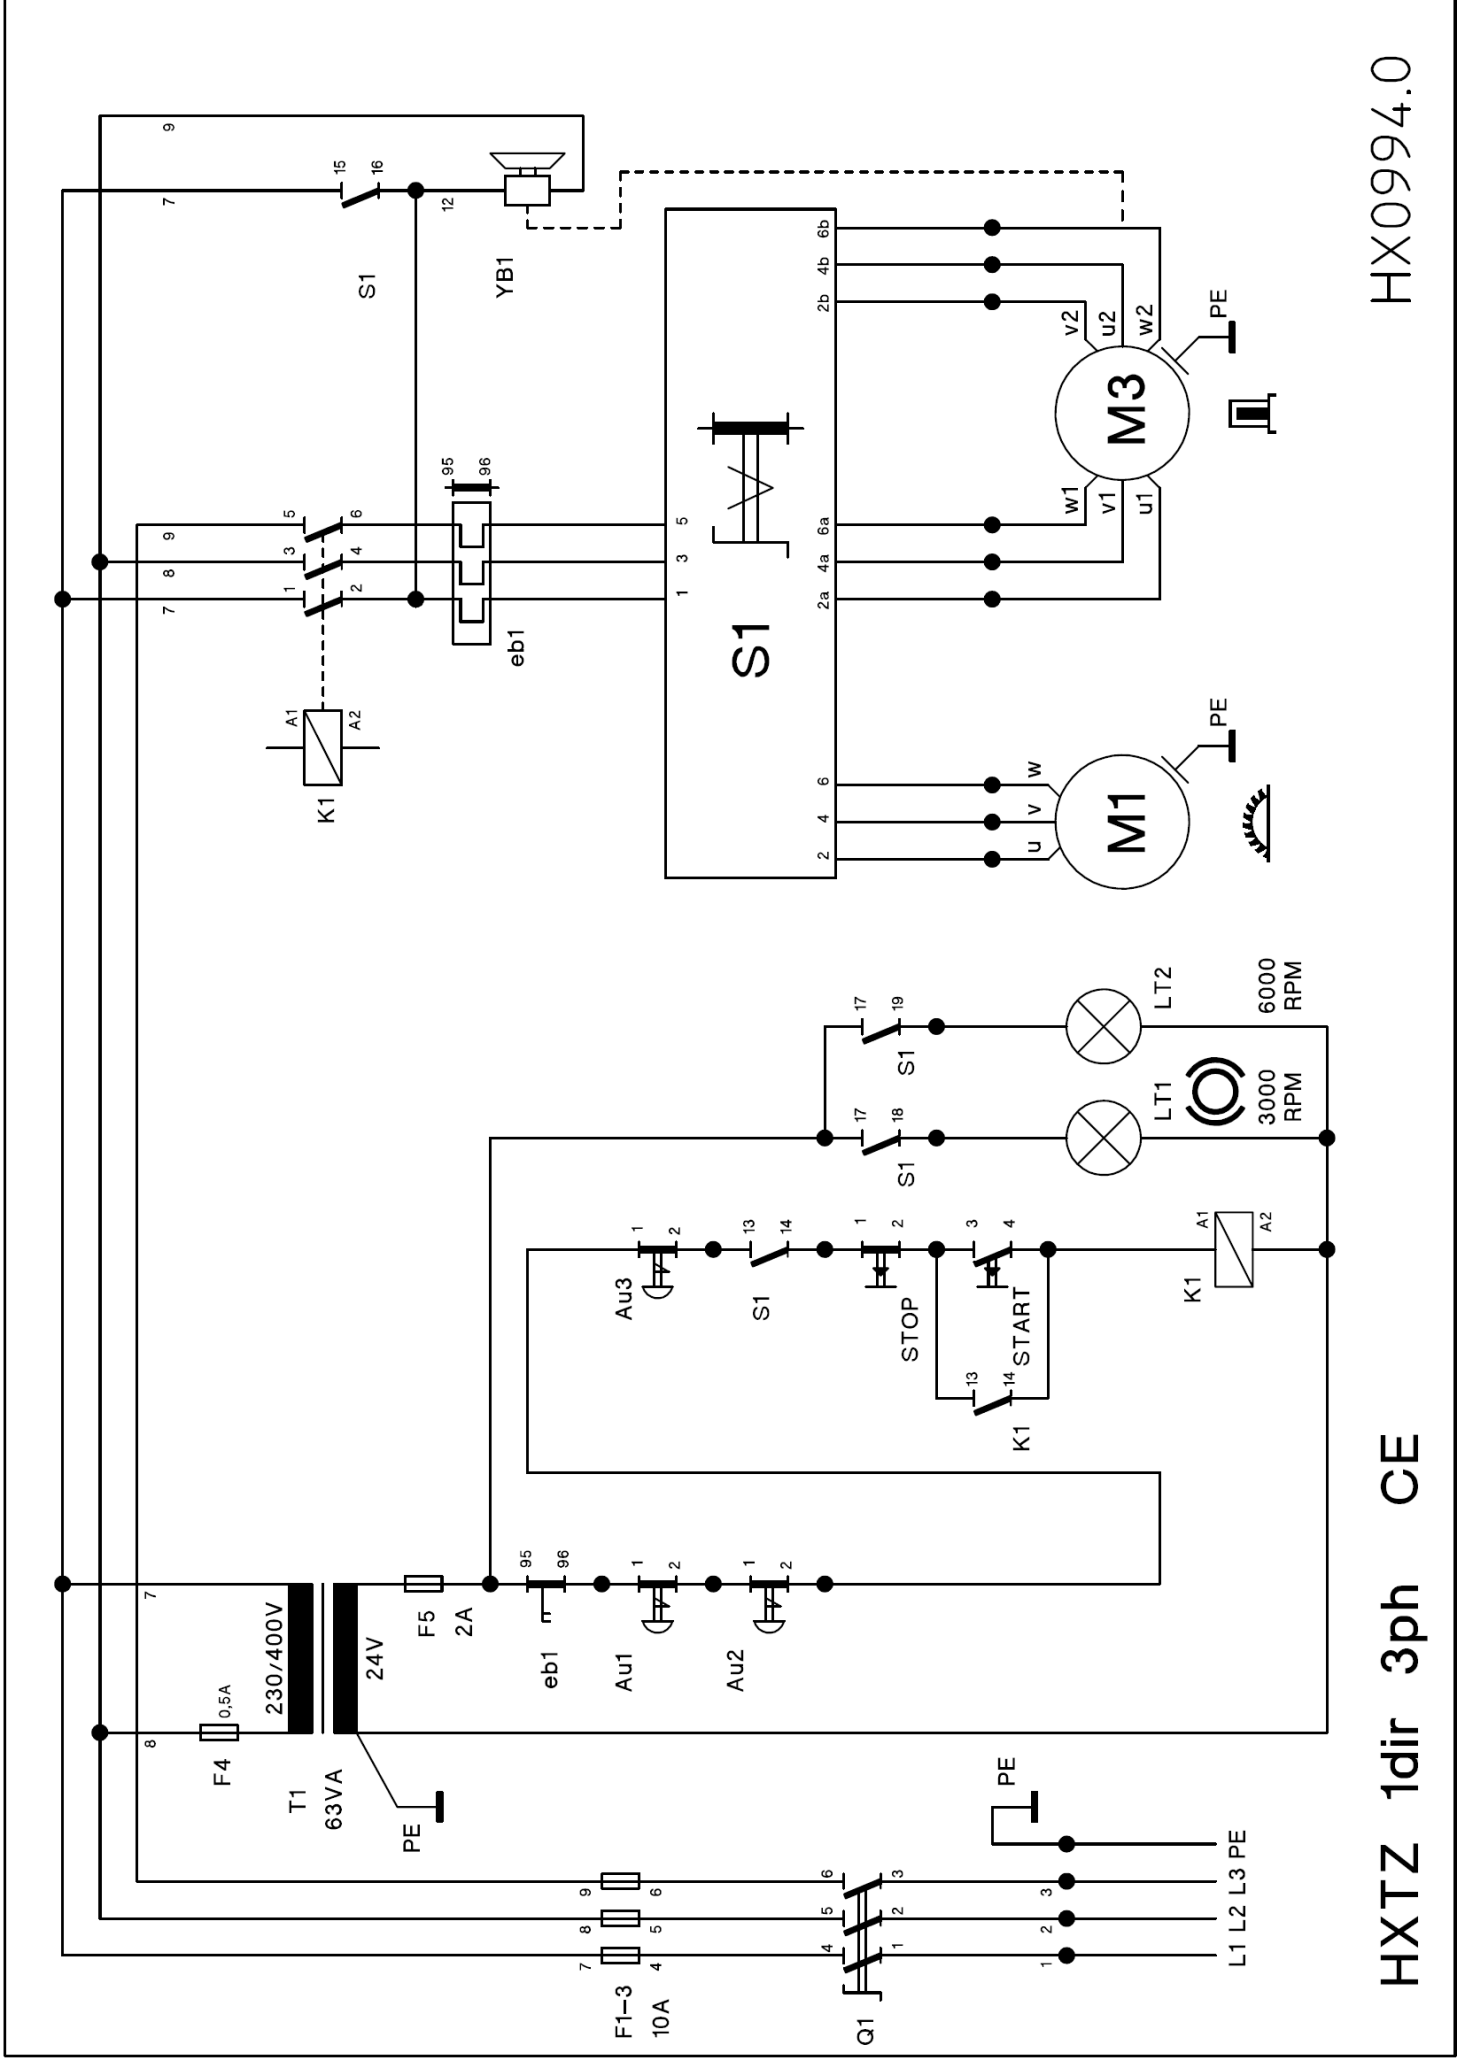 HXTZ 1dir 3ph CE
HX0994.0
L1 L2 L3 PE
1 2 3
PE
Q1
1 2 3
4 5 6
F1-3
10A
4 5 6
7 8 9
T1
63VA
PE
F4
0,5A
8
7
230/400V
24V
F5
2A
eb1
95
96
Au1
1
2
Au2
1
2
Au3
1
2
S1
13
14
STOP
1
2
START
3
4
K1
13
14
K1
A1
A2
S1
17
18
S1
17
19
LT1
LT2
3000
RPM
6000
RPM
K1
A1
A2
7 8 9
1 3 5
2 4 6
eb1
95
96
7
9
S1
15
16
12
YB1
S1
1 3 5
2 4 6
2a 4a 6a
2b 4b 6b
u v w
M1
PE
u1 v1 w1
M3
v2 u2 w2
PE